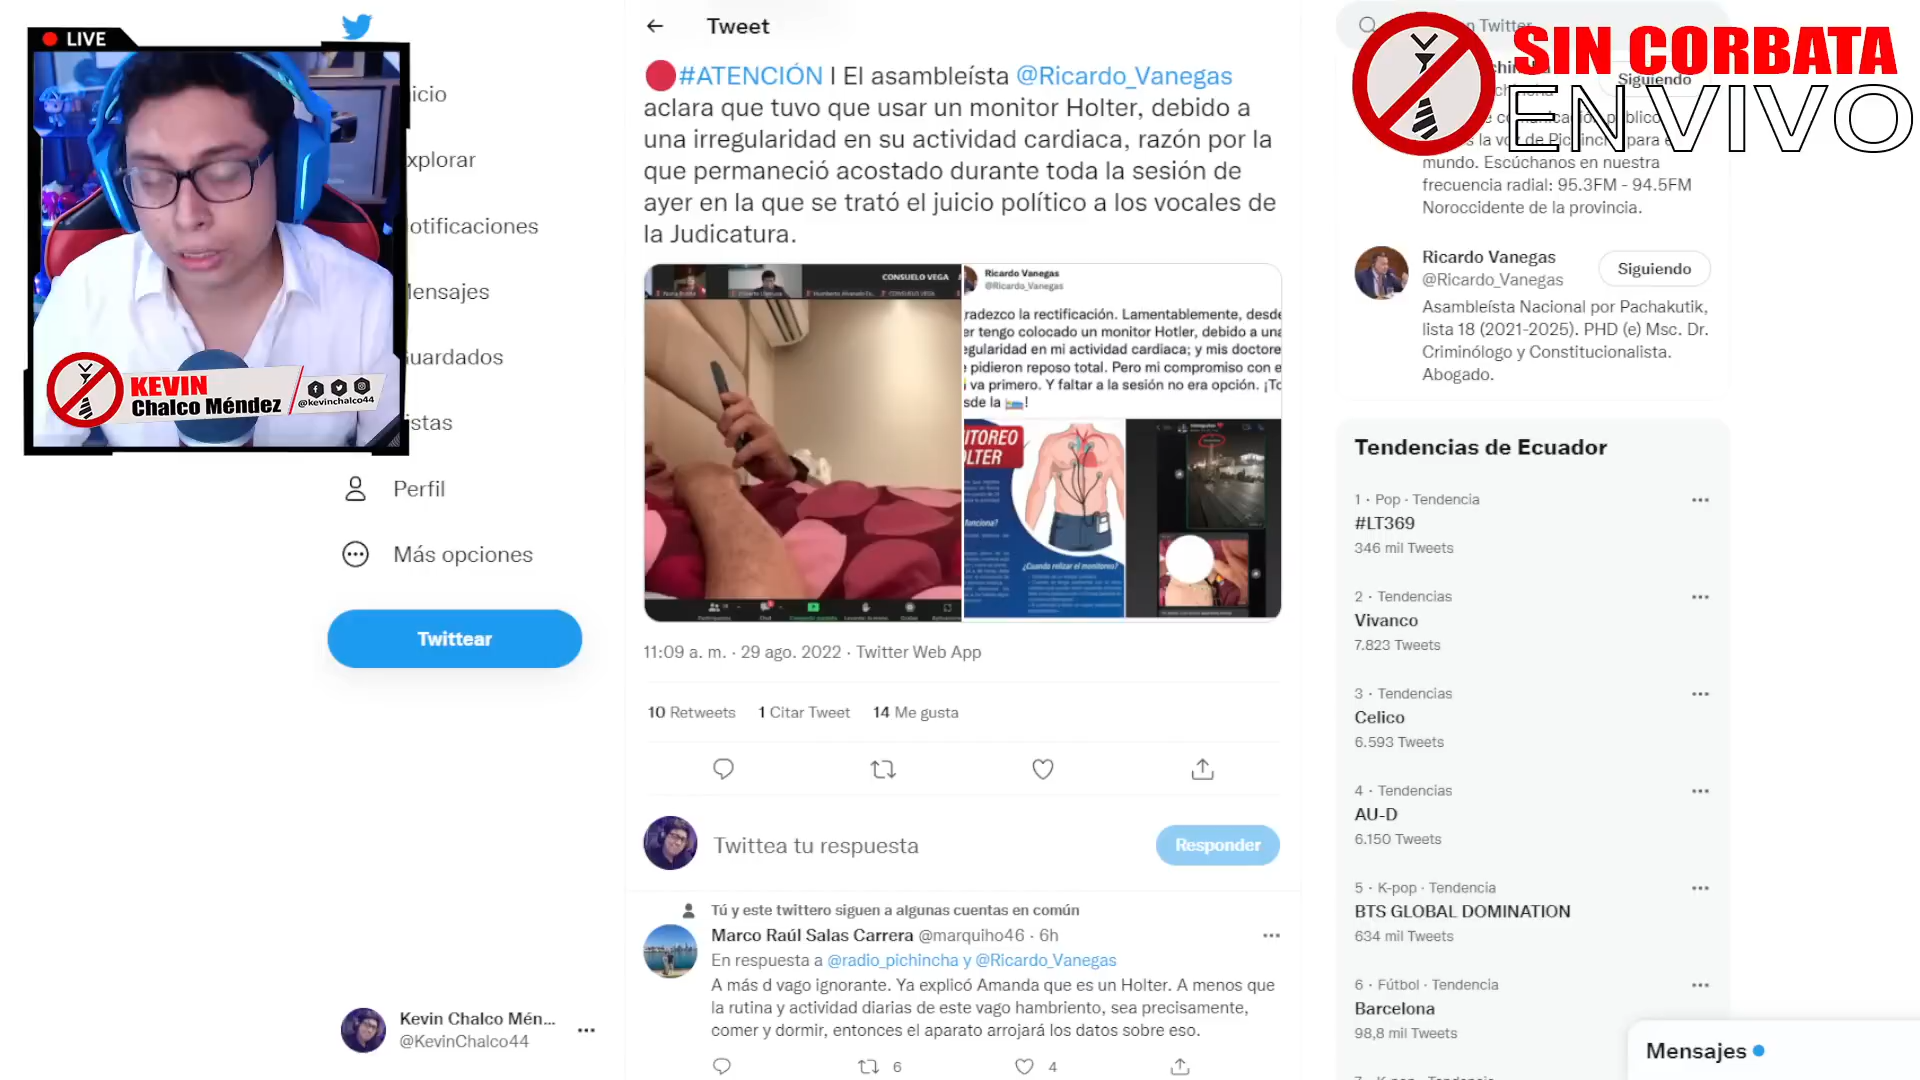 LIVE
KEVIN
Chalco Méndez
@kevinchalco44
icio
xplorar
otificaciones
ensajes
uardados
stas
Perfil
Más opciones
Twittear
Kevin Chalco Mén...
@KevinChalco44
Tweet
#ATENCIÓN | El asambleísta @Ricardo_Vanegas
aclara que tuvo que usar un monitor Holter, debido a
una irregularidad en su actividad cardiaca, razón por la
que permaneció acostado durante toda la sesión de
ayer en la que se trató el juicio político a los vocales de
la Judicatura.
CONSUELO VEGA
CONSUELO VEGA
Ricardo Vanegas
@Ricardo_Vanegas
radezco la rectificación. Lamentablemente, desde
er tengo colocado un monitor Hotler, debido a una
egularidad en mi actividad cardiaca; y mis doctore
pidieron reposo total. Pero mi compromiso con e
va primero. Y faltar a la sesión no era opción. ¡To
sde la !
ITOREO
LTER
funciona?
¿Cuando relizar el monitoreo?
11:09 a. m. · 29 ago. 2022 · Twitter Web App
10 Retweets 1 Citar Tweet 14 Me gusta
Twittea tu respuesta
Responder
Tú y este twittero siguen a algunas cuentas en común
Marco Raúl Salas Carrera @marquiho46 · 6h
En respuesta a @radio_pichincha y @Ricardo_Vanegas
A más d vago ignorante. Ya explicó Amanda que es un Holter. A menos que
la rutina y actividad diarias de este vago hambriento, sea precisamente,
comer y dormir, entonces el aparato arrojará los datos sobre eso.
6 4
SIN CORBATA
EN VIVO
n Twitter
Siguiendo
mundo. Escúchanos en nuestra
frecuencia radial: 95.3FM - 94.5FM
Noroccidente de la provincia.
Ricardo Vanegas
@Ricardo_Vanegas
Siguiendo
Asambleísta Nacional por Pachakutik,
lista 18 (2021-2025). PHD (e) Msc. Dr.
Criminólogo y Constitucionalista.
Abogado.
Tendencias de Ecuador
1 · Pop · Tendencia
#LT369
346 mil Tweets
2 · Tendencias
Vivanco
7.823 Tweets
3 · Tendencias
Celico
6.593 Tweets
4 · Tendencias
AU-D
6.150 Tweets
5 · K-pop · Tendencia
BTS GLOBAL DOMINATION
634 mil Tweets
6 · Fútbol · Tendencia
Barcelona
98,8 mil Tweets
Mensajes